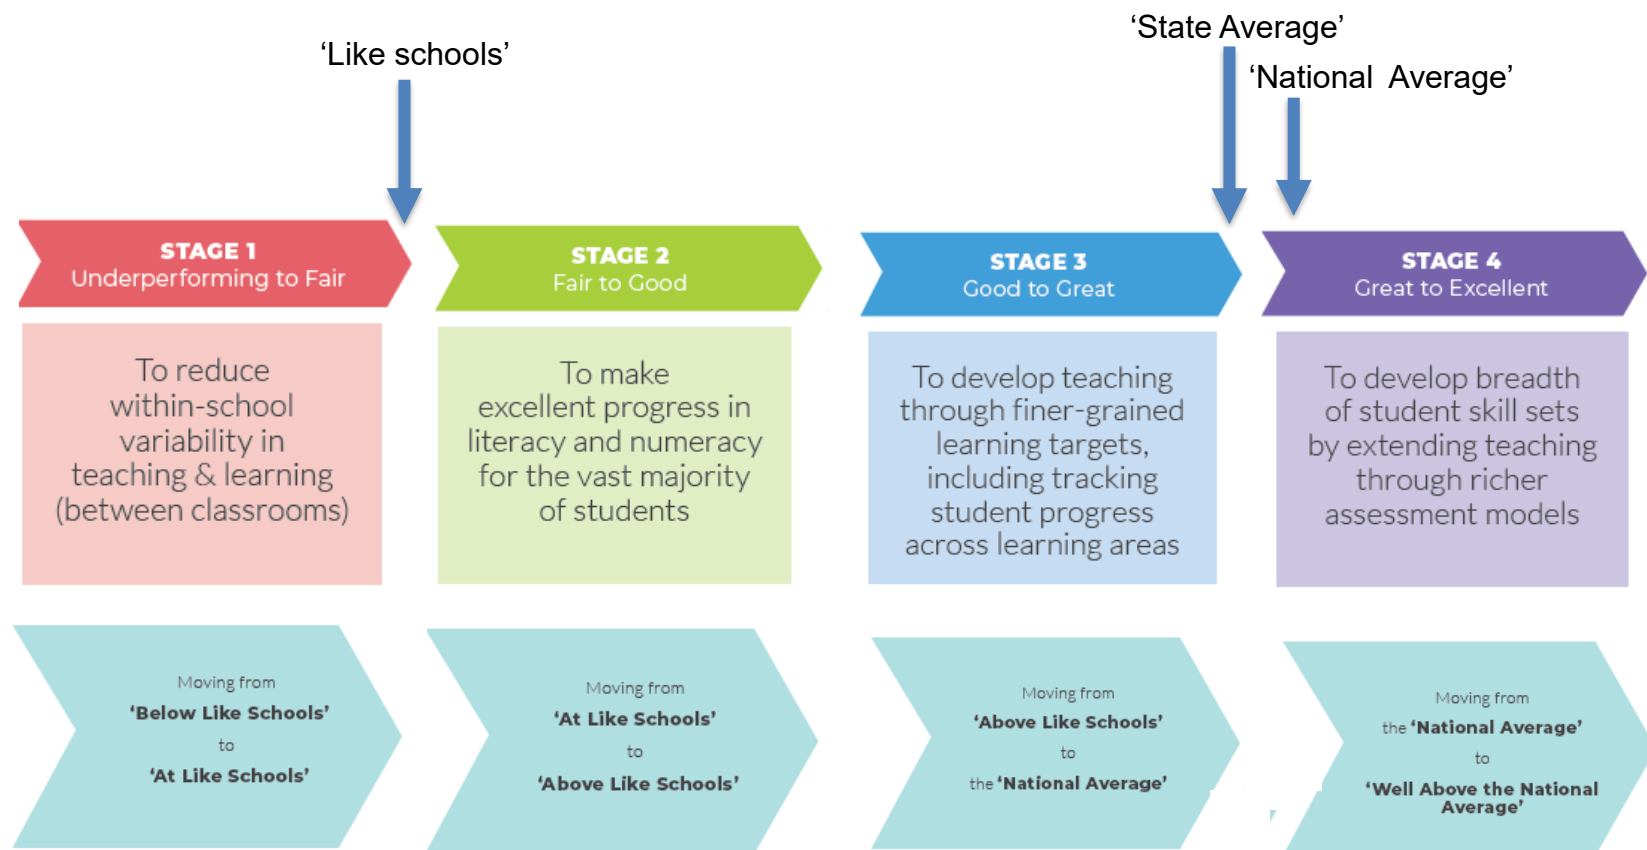 ‘Like schools’
‘State Average’
‘National Average’
STAGE 1
Underperforming to Fair
STAGE 2
Fair to Good
STAGE 3
Good to Great
STAGE 4
Great to Excellent
To reduce
within-school
variability in
teaching & learning
(between classrooms)
To make
excellent progress in
literacy and numeracy
for the vast majority
of students
To develop teaching
through finer-grained
learning targets,
including tracking
student progress
across learning areas
To develop breadth
of student skill sets
by extending teaching
through richer
assessment models
Moving from
‘Below Like Schools’
to
‘At Like Schools’
Moving from
‘At Like Schools’
to
‘Above Like Schools’
Moving from
‘Above Like Schools’
to
the ‘National Average’
Moving from
the ‘National Average’
to
‘Well Above the National
Average’